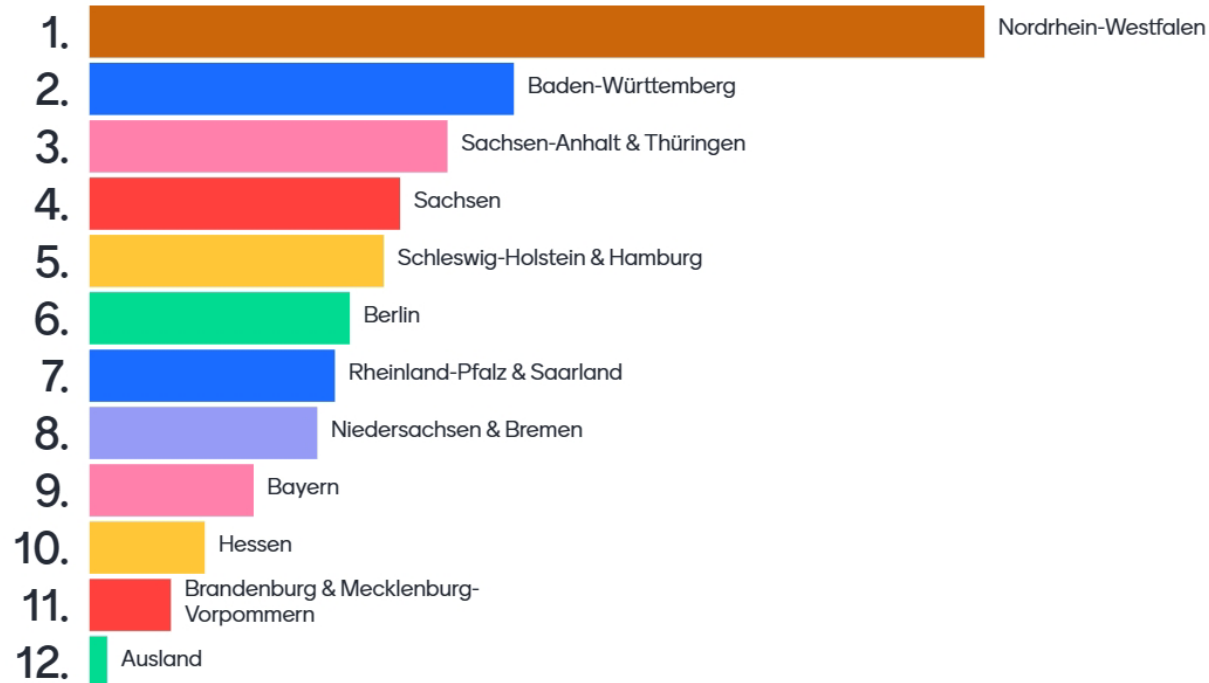 1. Nordrhein-Westfalen
2. Baden-Württemberg
3. Sachsen-Anhalt & Thüringen
4. Sachsen
5. Schleswig-Holstein & Hamburg
6. Berlin
7. Rheinland-Pfalz & Saarland
8. Niedersachsen & Bremen
9. Bayern
10. Hessen
11. Brandenburg & Mecklenburg-
Vorpommern
12. Ausland